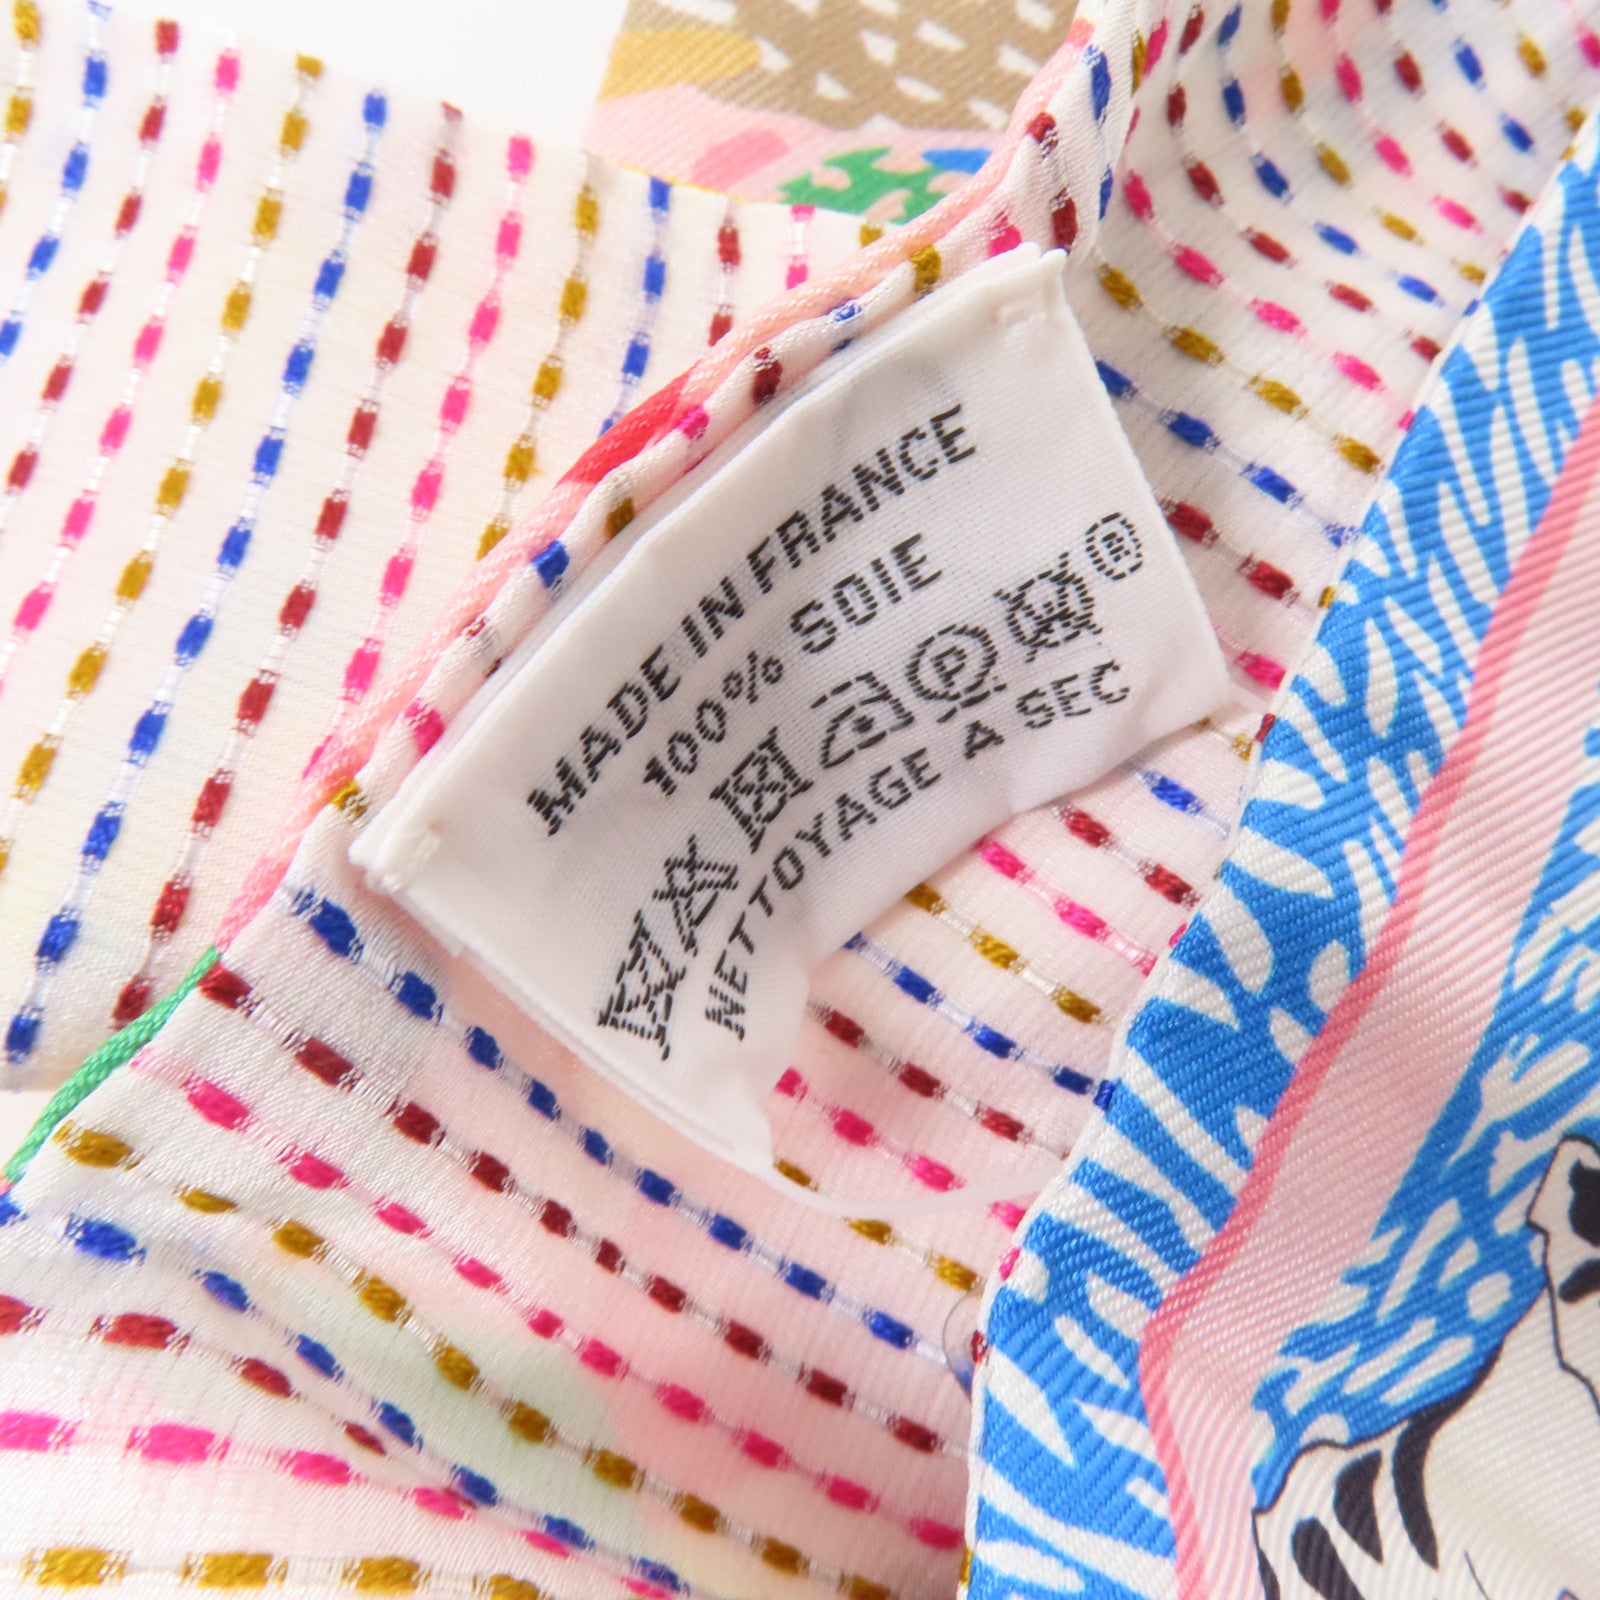 MADE IN FRANCE
100% SOIE
P ®
NETTOYAGE A SEC